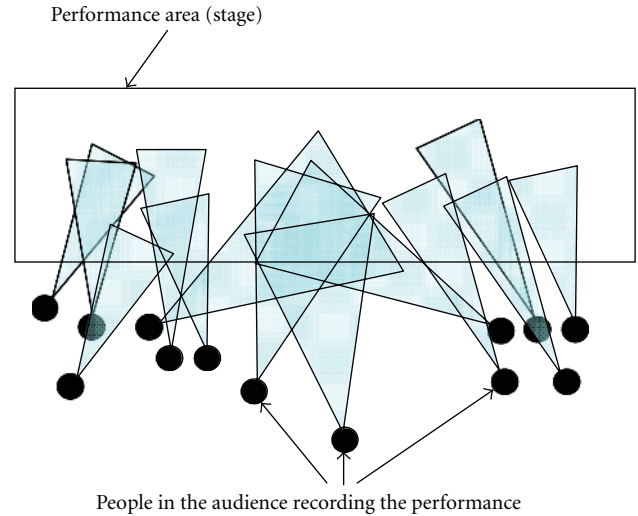 Performance area (stage)
People in the audience recording the performance